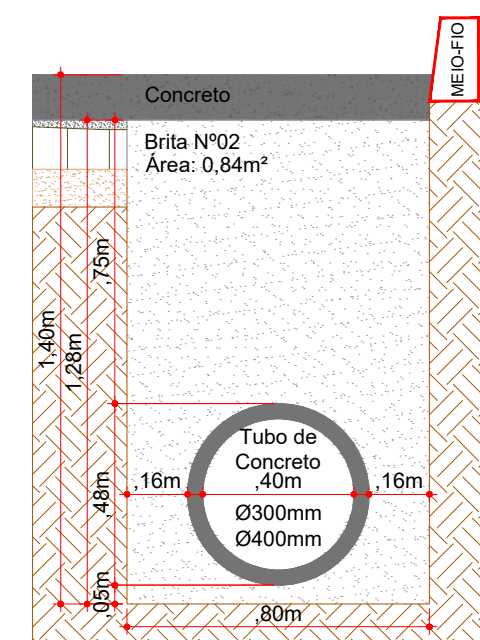 MEIO-FIO
Concreto
Brita Nº02
Área: 0,84m²
,75m
1,40m
1,28m
Tubo de
Concreto
,16m
,40m
,16m
,48m
Ø300mm
Ø400mm
,05m
,80m